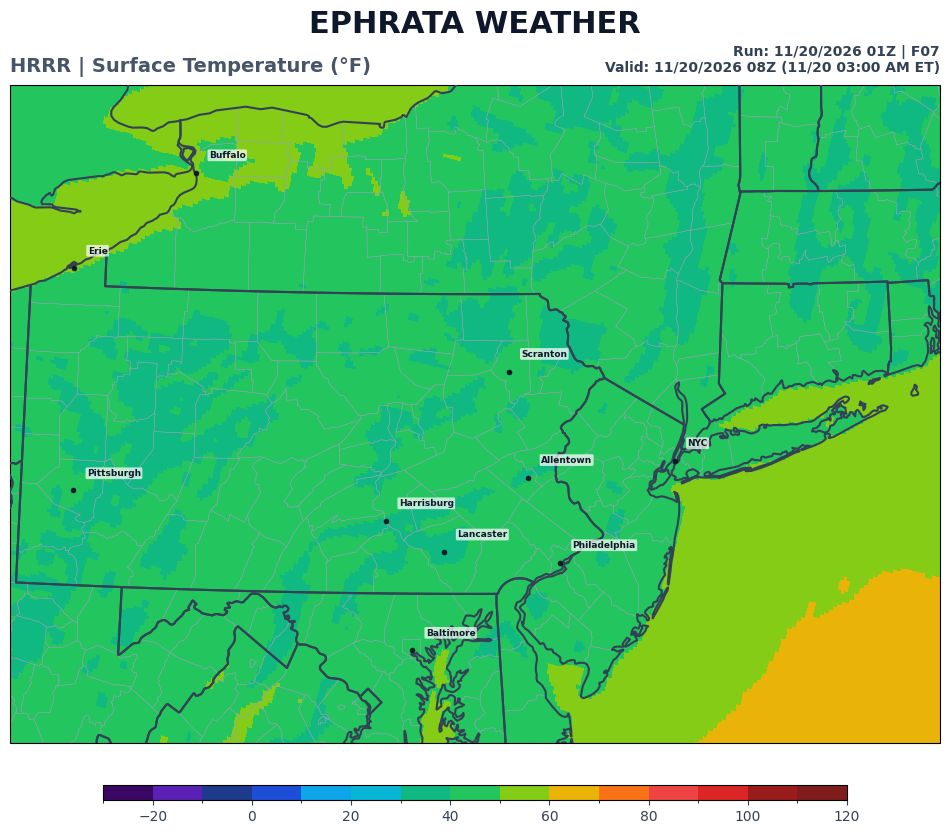 EPHRATA WEATHER
HRRR | Surface Temperature (°F)
Run: 11/20/2026 01Z | F07
Valid: 11/20/2026 08Z (11/20 03:00 AM ET)
Buffalo
Erie
Scranton
NYC
Allentown
Pittsburgh
Harrisburg
Lancaster
Philadelphia
Baltimore
−20 0 20 40 60 80 100 120